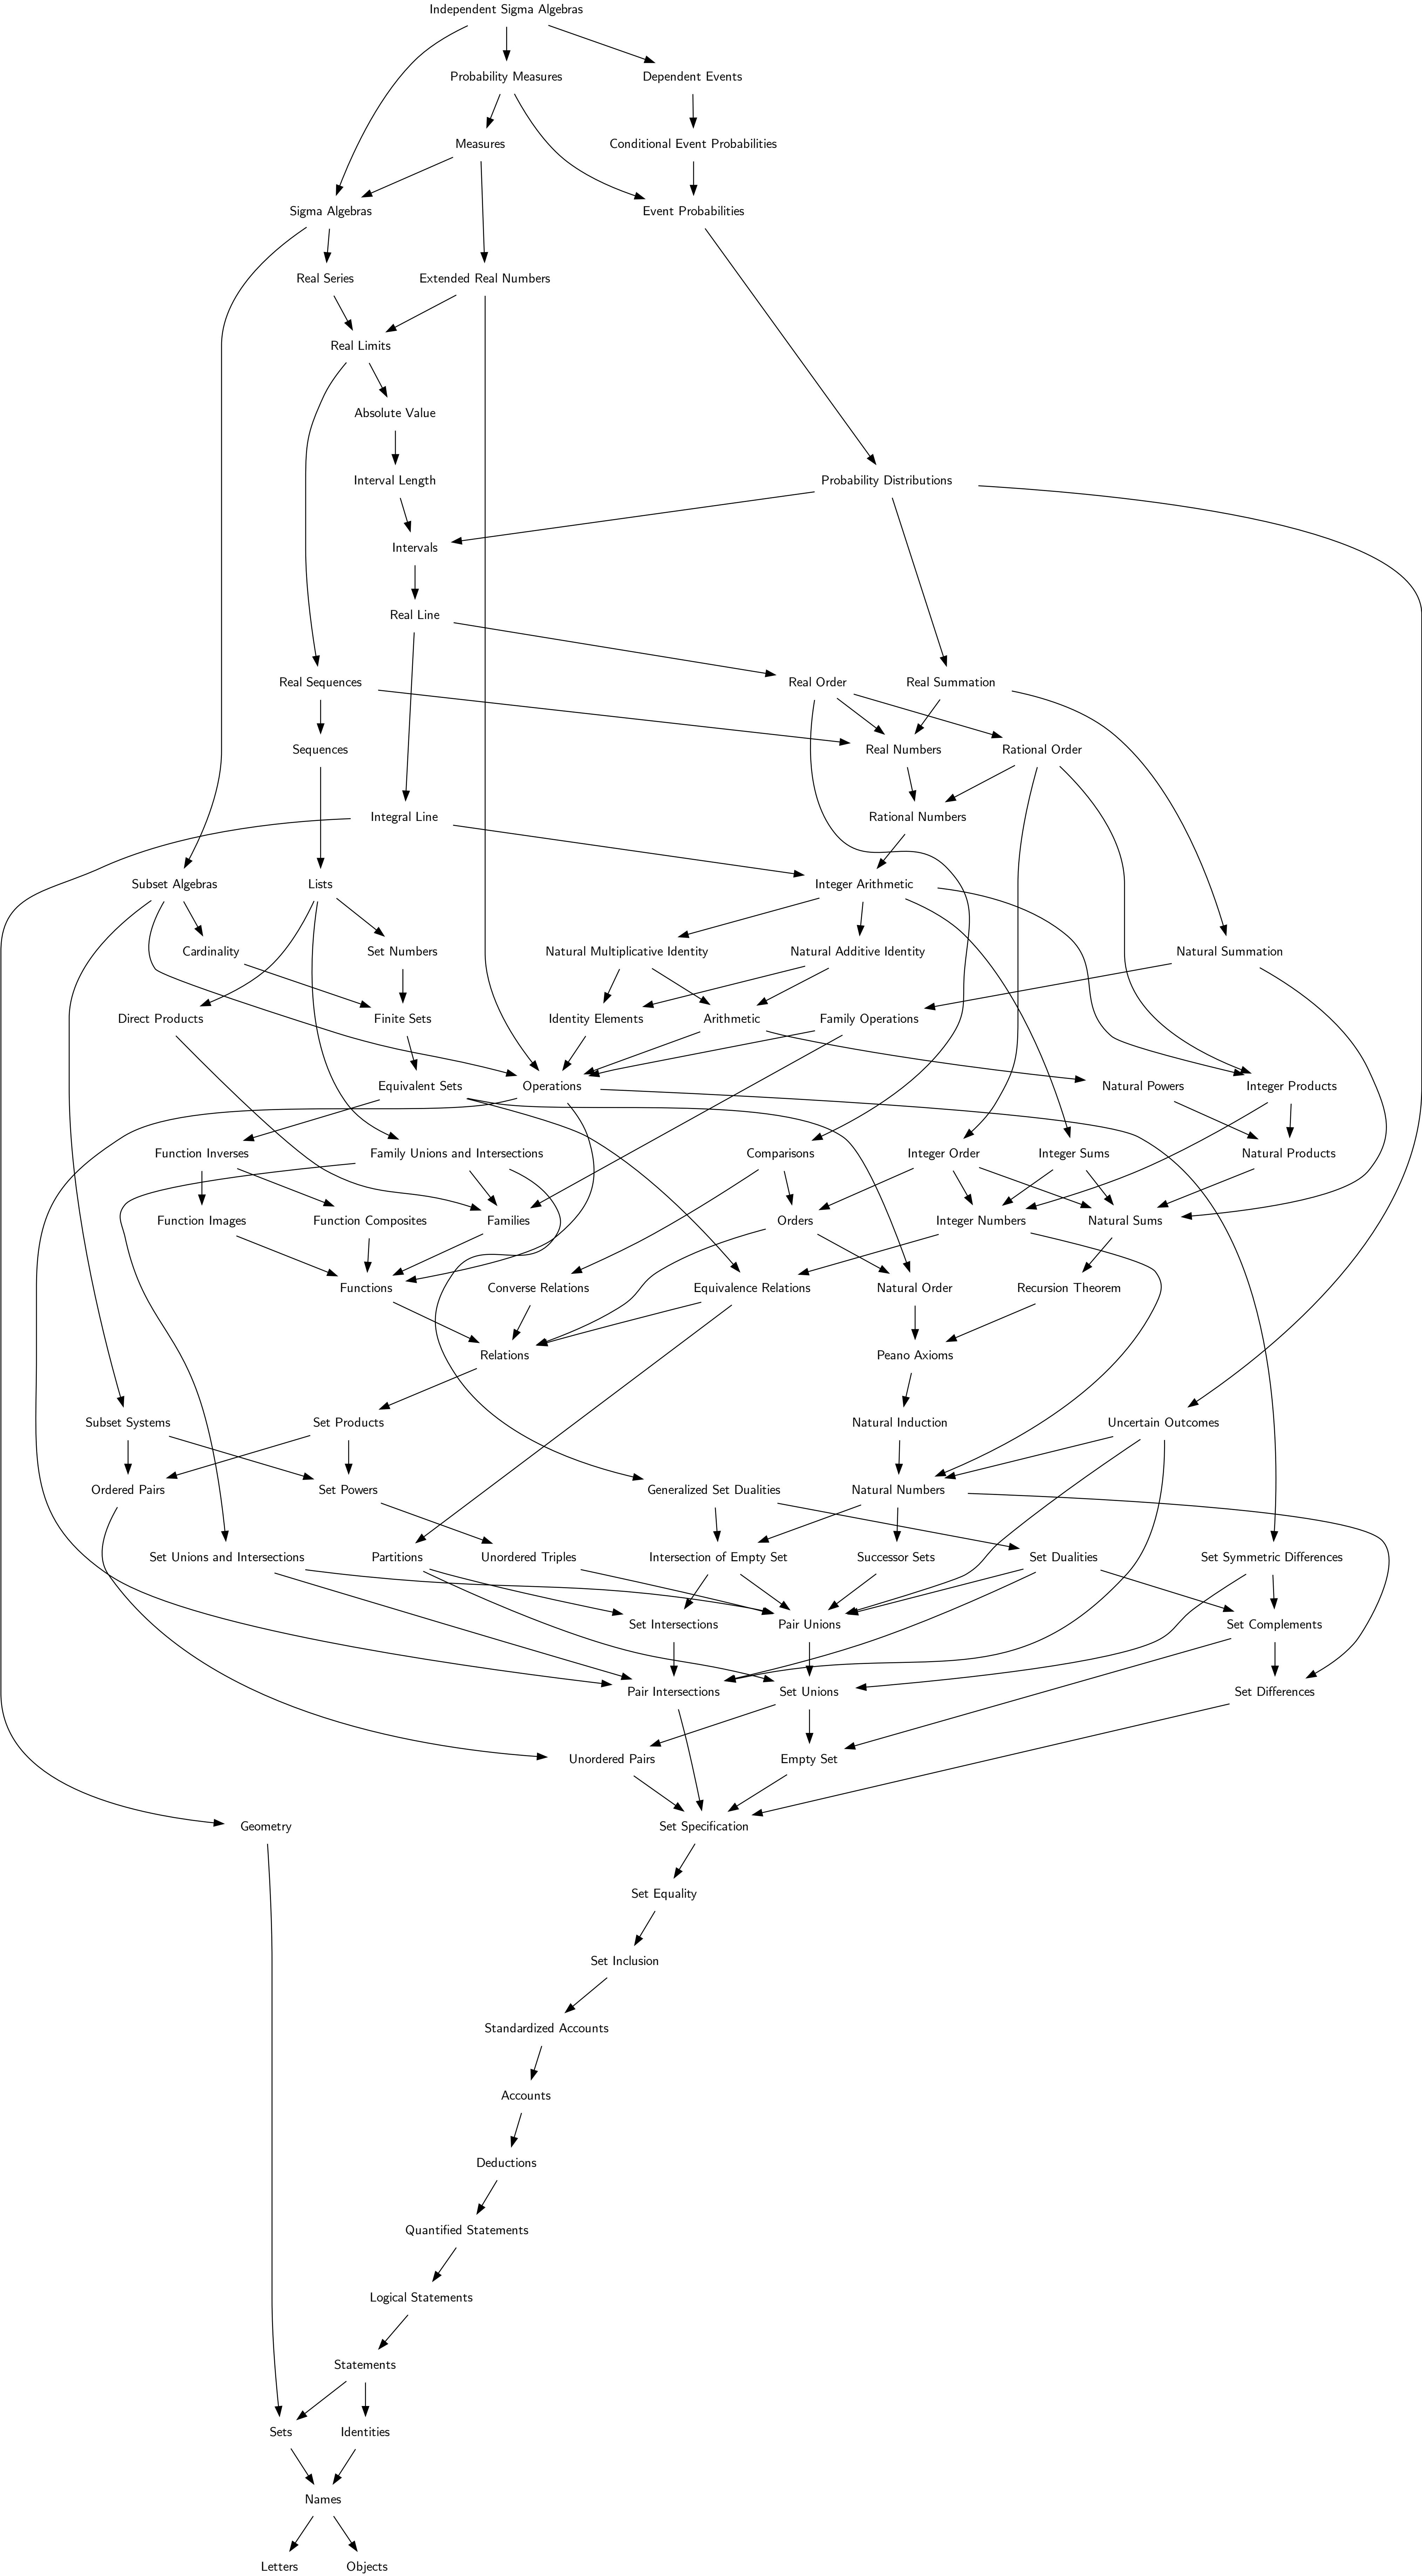 Independent Sigma Algebras
Probability Measures
Dependent Events
Measures
Conditional Event Probabilities
Sigma Algebras
Event Probabilities
Real Series
Extended Real Numbers
Real Limits
Absolute Value
Interval Length
Probability Distributions
Intervals
Real Line
Real Sequences
Real Order
Real Summation
Sequences
Real Numbers
Rational Order
Integral Line
Rational Numbers
Subset Algebras
Lists
Integer Arithmetic
Cardinality
Set Numbers
Natural Multiplicative Identity
Natural Additive Identity
Natural Summation
Direct Products
Finite Sets
Identity Elements
Arithmetic
Family Operations
Equivalent Sets
Operations
Natural Powers
Integer Products
Function Inverses
Family Unions and Intersections
Comparisons
Integer Order
Integer Sums
Natural Products
Function Images
Function Composites
Families
Orders
Integer Numbers
Natural Sums
Functions
Converse Relations
Equivalence Relations
Natural Order
Recursion Theorem
Relations
Peano Axioms
Subset Systems
Set Products
Natural Induction
Uncertain Outcomes
Ordered Pairs
Set Powers
Generalized Set Dualities
Natural Numbers
Set Unions and Intersections
Partitions
Unordered Triples
Intersection of Empty Set
Successor Sets
Set Dualities
Set Symmetric Differences
Set Intersections
Pair Unions
Set Complements
Pair Intersections
Set Unions
Set Differences
Unordered Pairs
Empty Set
Geometry
Set Specification
Set Equality
Set Inclusion
Standardized Accounts
Accounts
Deductions
Quantified Statements
Logical Statements
Statements
Sets
Identities
Names
Letters
Objects